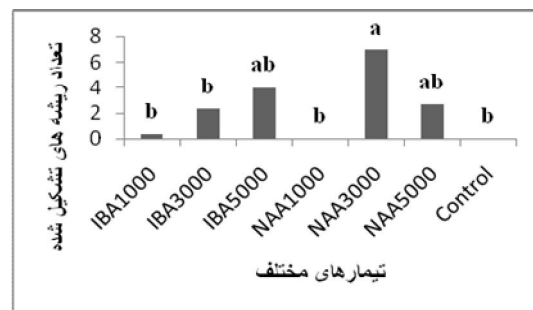 تعداد ریشه های تشکیل شده
8
6
4
2
0
b
b
ab
b
a
ab
b
IBA1000
IBA3000
IBA5000
NAA1000
NAA3000
NAA5000
Control
تیمارهای مختلف